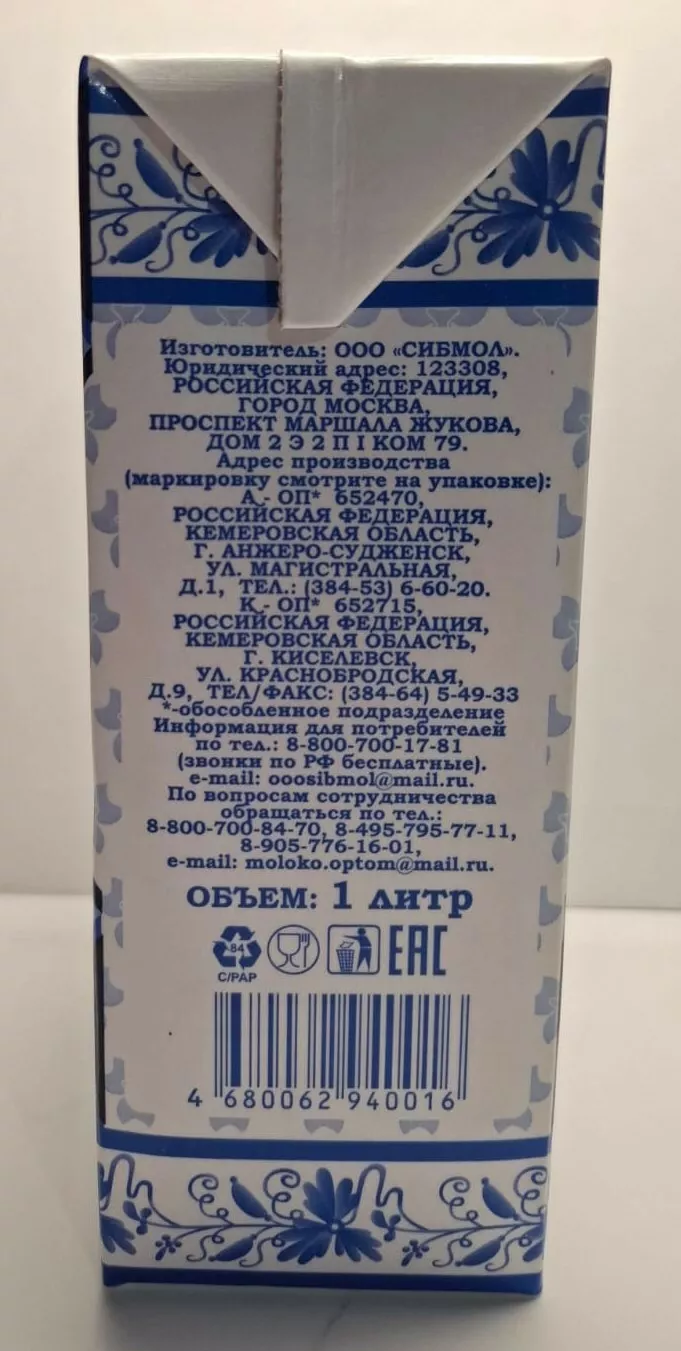 Изготовитель: ООО «СИБМОЛ».
Юридический адрес: 123308,
РОССИЙСКАЯ ФЕДЕРАЦИЯ,
ГОРОД МОСКВА,
ПРОСПЕКТ МАРШАЛА ЖУКОВА,
ДОМ 2 Э 2 П I КОМ 79.
Адрес производства
(маркировку смотрите на упаковке):
А - ОП* 652470,
РОССИЙСКАЯ ФЕДЕРАЦИЯ,
КЕМЕРОВСКАЯ ОБЛАСТЬ,
Г. АНЖЕРО-СУДЖЕНСК,
УЛ. МАГИСТРАЛЬНАЯ,
Д.1, ТЕЛ.: (384-53) 6-60-20.
К - ОП* 652715,
РОССИЙСКАЯ ФЕДЕРАЦИЯ,
КЕМЕРОВСКАЯ ОБЛАСТЬ,
Г. КИСЕЛЕВСК,
УЛ. КРАСНОБРОДСКАЯ,
Д.9, ТЕЛ/ФАКС: (384-64) 5-49-33
*-обособленное подразделение
Информация для потребителей
по тел.: 8-800-700-17-81
(звонки по РФ бесплатные).
e-mail: ooosibmol@mail.ru.
По вопросам сотрудничества
обращаться по тел.:
8-800-700-84-70, 8-495-795-77-11,
8-905-776-16-01,
e-mail: moloko.optom@mail.ru.
ОБЪЕМ: 1 литр
84
C/PAP
EAC
4 680062 940016